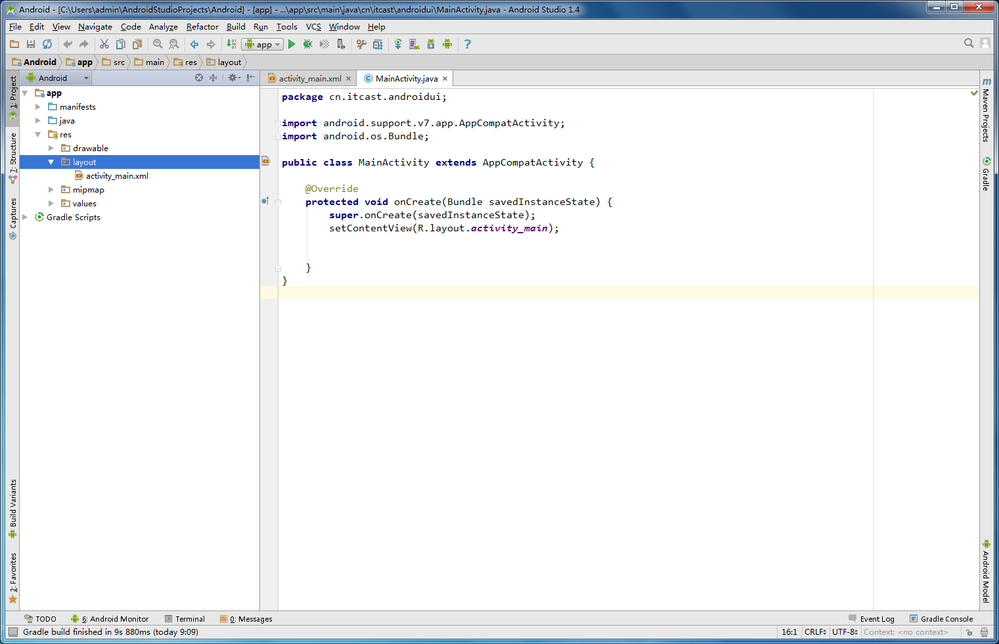 Android - [C:\Users\admin\AndroidStudioProjects\Android] - [app] - ...\app\src\main\java\cn\itcast\androidui\MainActivity.java - Android Studio 1.4
File Edit View Navigate Code Analyze Refactor Build Run Tools VCS Window Help
app
Android app src main res layout
1: Project
7: Structure
Captures
Build Variants
2: Favorites
Android
app
manifests
java
res
drawable
layout
activity_main.xml
mipmap
values
Gradle Scripts
activity_main.xml MainActivity.java
package cn.itcast.androidui;
import android.support.v7.app.AppCompatActivity;
import android.os.Bundle;
public class MainActivity extends AppCompatActivity {
@Override
protected void onCreate(Bundle savedInstanceState) {
super.onCreate(savedInstanceState);
setContentView(R.layout.activity_main);
}
}
Maven Projects
Gradle
Android Model
TODO 6: Android Monitor Terminal 0: Messages Event Log Gradle Console
Gradle build finished in 9s 880ms (today 9:09) 16:1 CRLF UTF-8 Context: <no context>